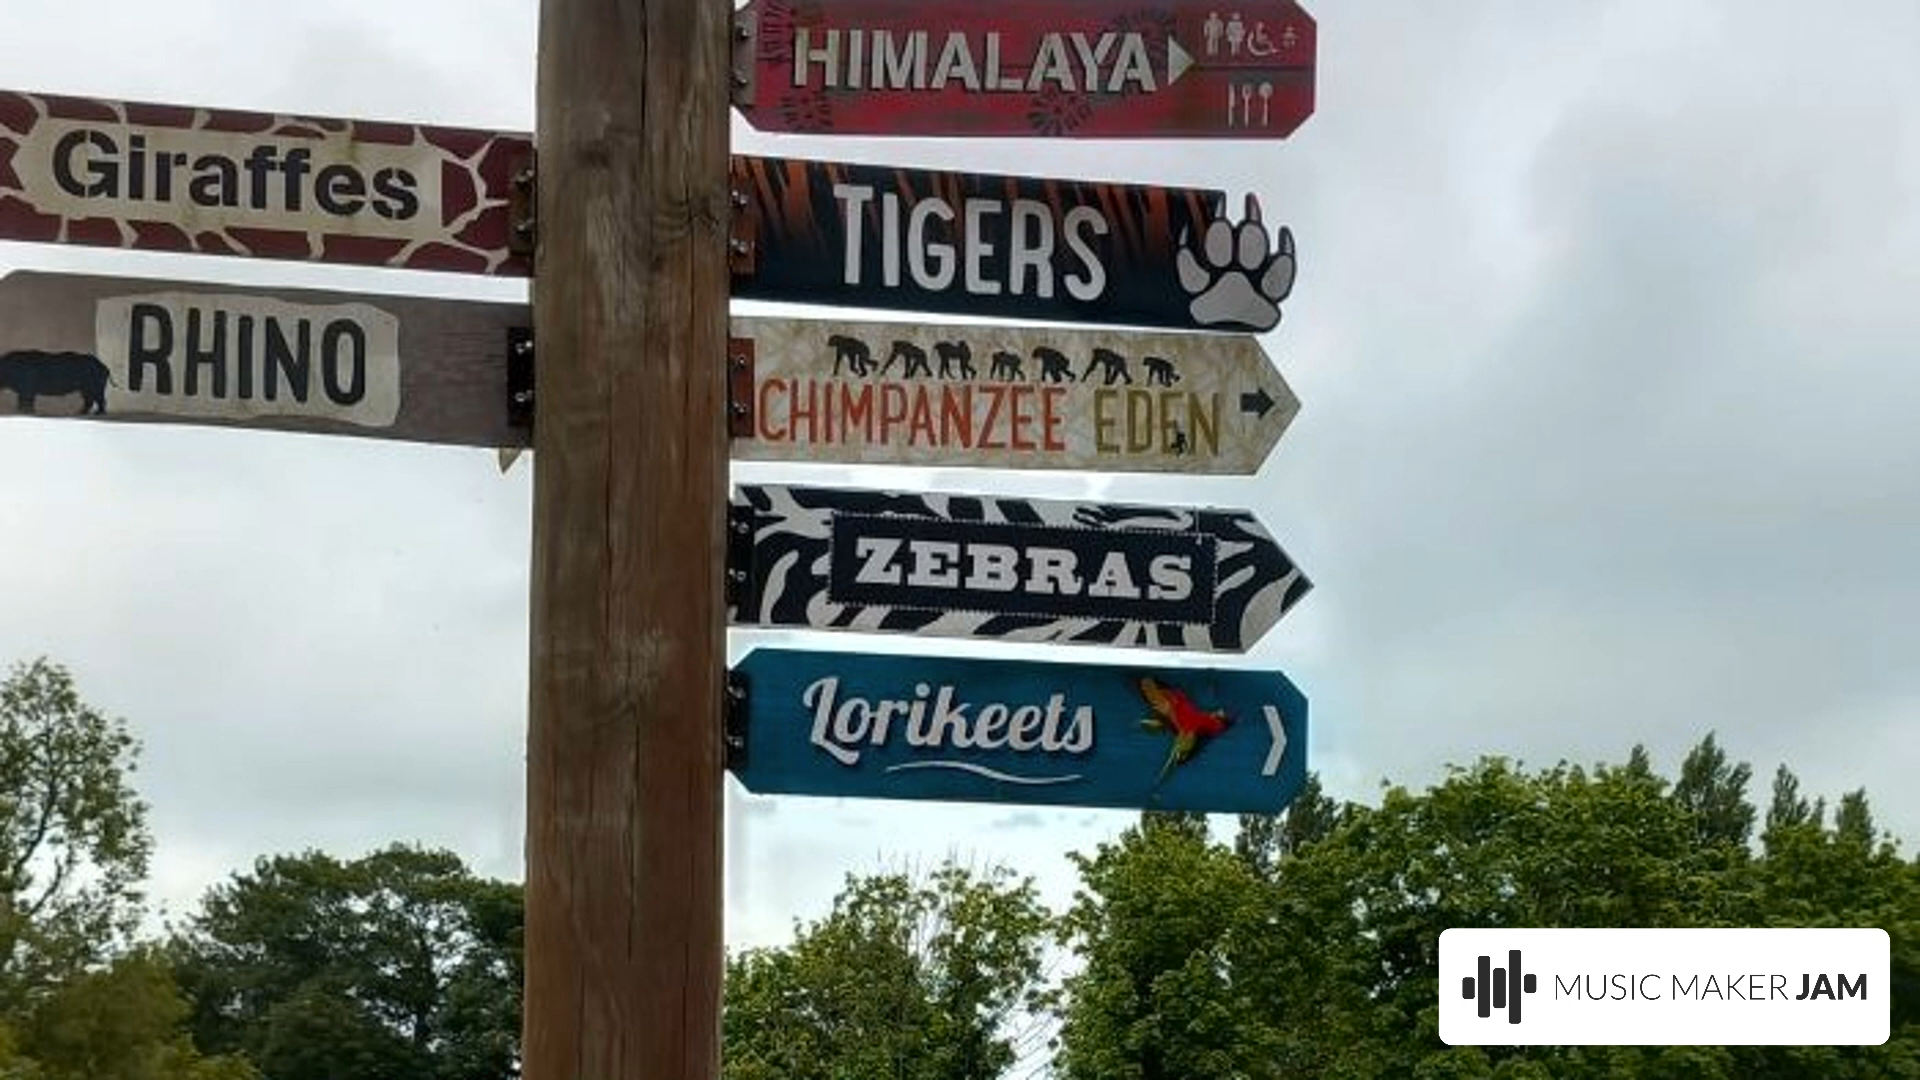 HIMALAYA
Giraffes
TIGERS
RHINO
CHIMPANZEE EDEN
ZEBRAS
Lorikeets
MUSIC MAKER JAM